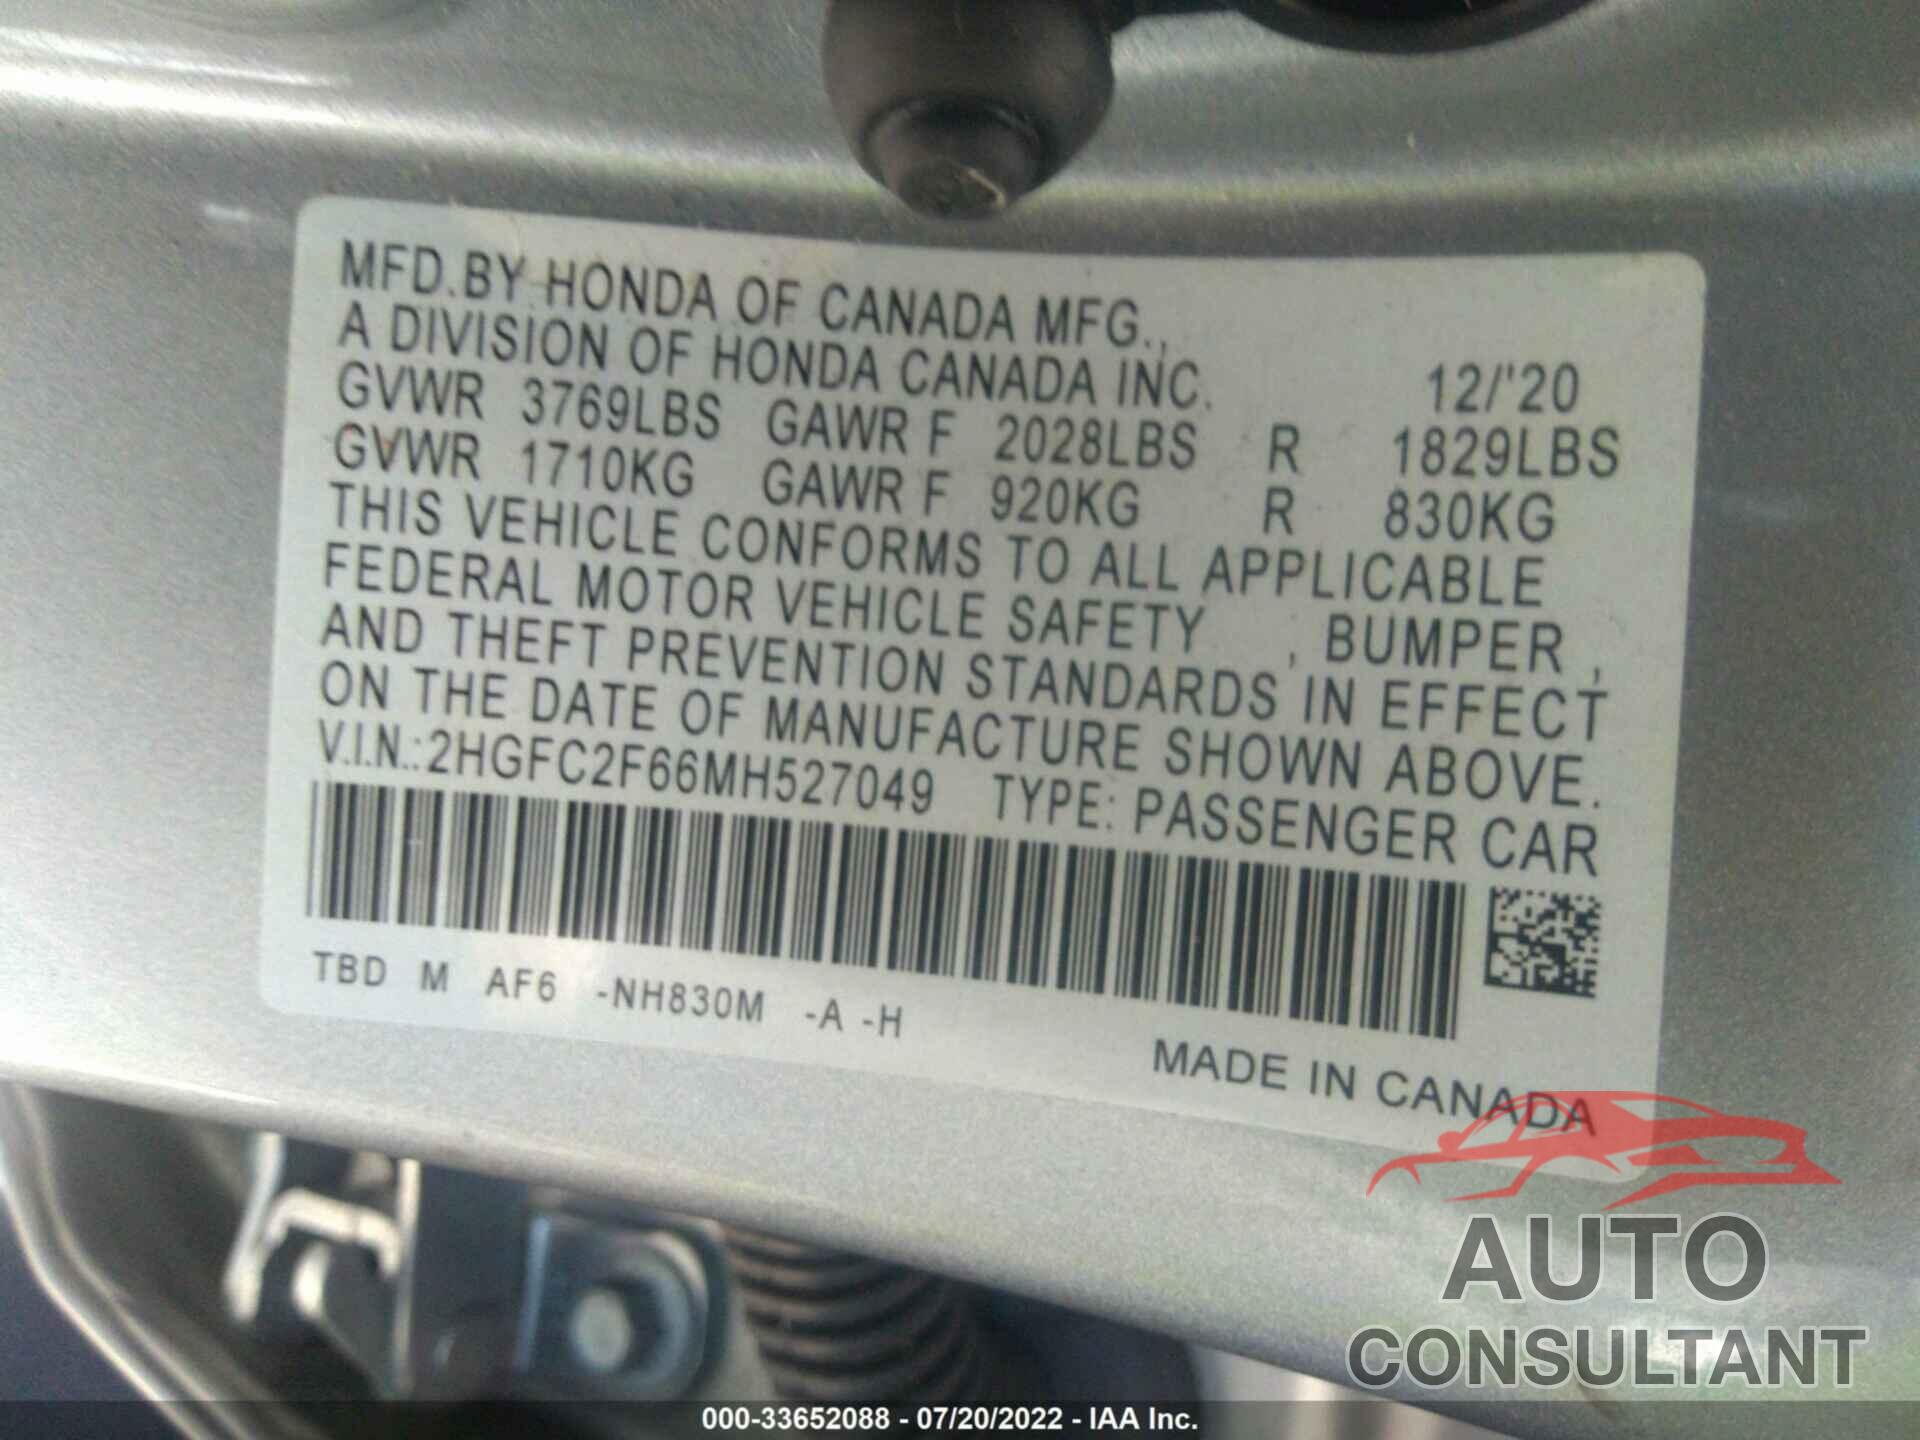 MFD.BY HONDA OF CANADA MFG.,
A DIVISION OF HONDA CANADA INC. 12/'20
GVWR 3769LBS GAWR F 2028LBS R 1829LBS
GVWR 1710KG GAWR F 920KG R 830KG
THIS VEHICLE CONFORMS TO ALL APPLICABLE
FEDERAL MOTOR VEHICLE SAFETY , BUMPER ,
AND THEFT PREVENTION STANDARDS IN EFFECT
ON THE DATE OF MANUFACTURE SHOWN ABOVE.
V.I.N.:2HGFC2F66MH527049 TYPE: PASSENGER CAR
TBD M AF6 -NH830M -A -H
MADE IN CANADA
AUTO
CONSULTANT
000-33652088 - 07/20/2022 - IAA Inc.